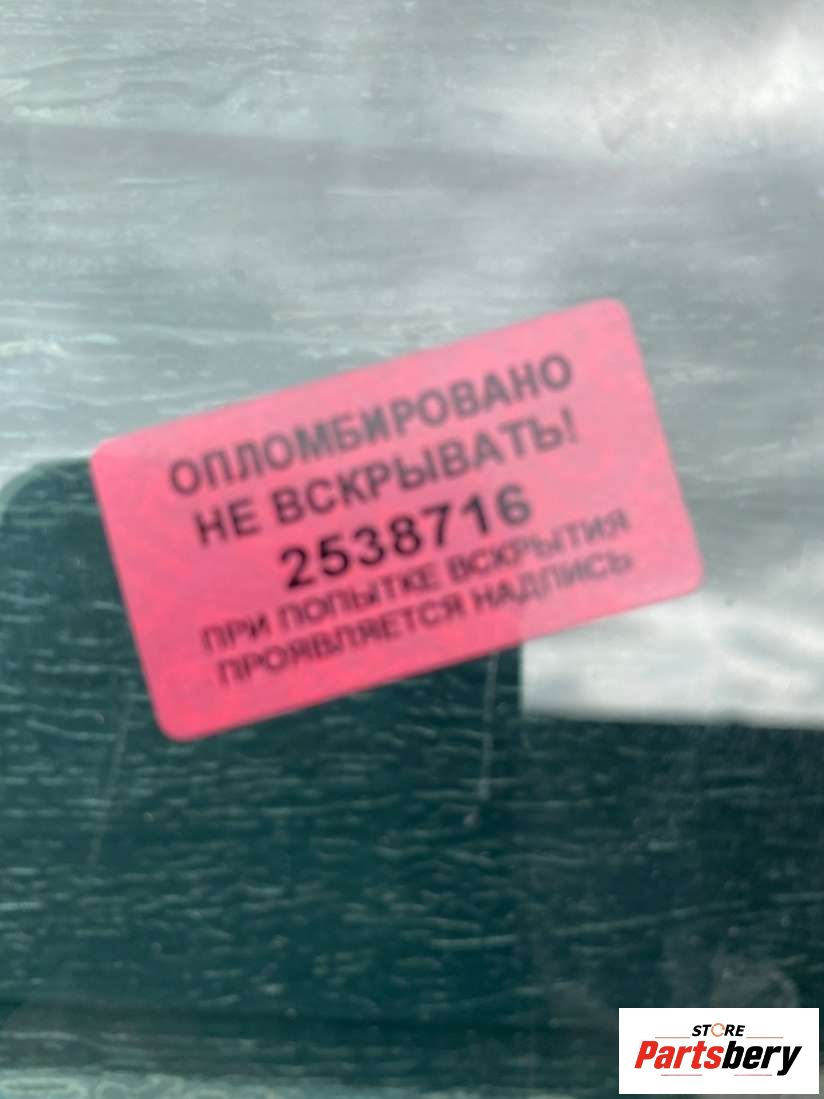 ОПЛОМБИРОВАНО
НЕ ВСКРЫВАТЬ!
2538716
ПРИ ПОПЫТКЕ ВСКРЫТИЯ
ПРОЯВЛЯЕТСЯ НАДПИСЬ
STORE
Partsbery